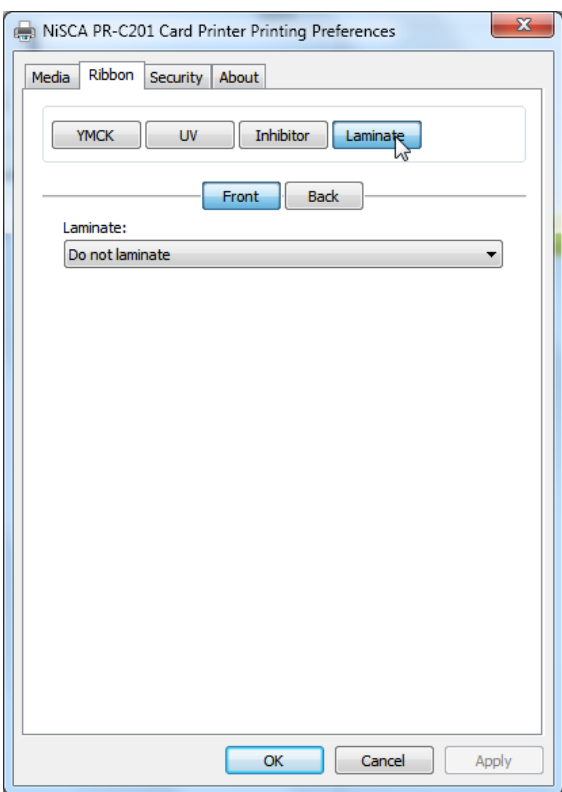 NiSCA PR-C201 Card Printer Printing Preferences
Media Ribbon Security About
YMCK UV Inhibitor Laminate
Front Back
Laminate:
Do not laminate
OK Cancel Apply